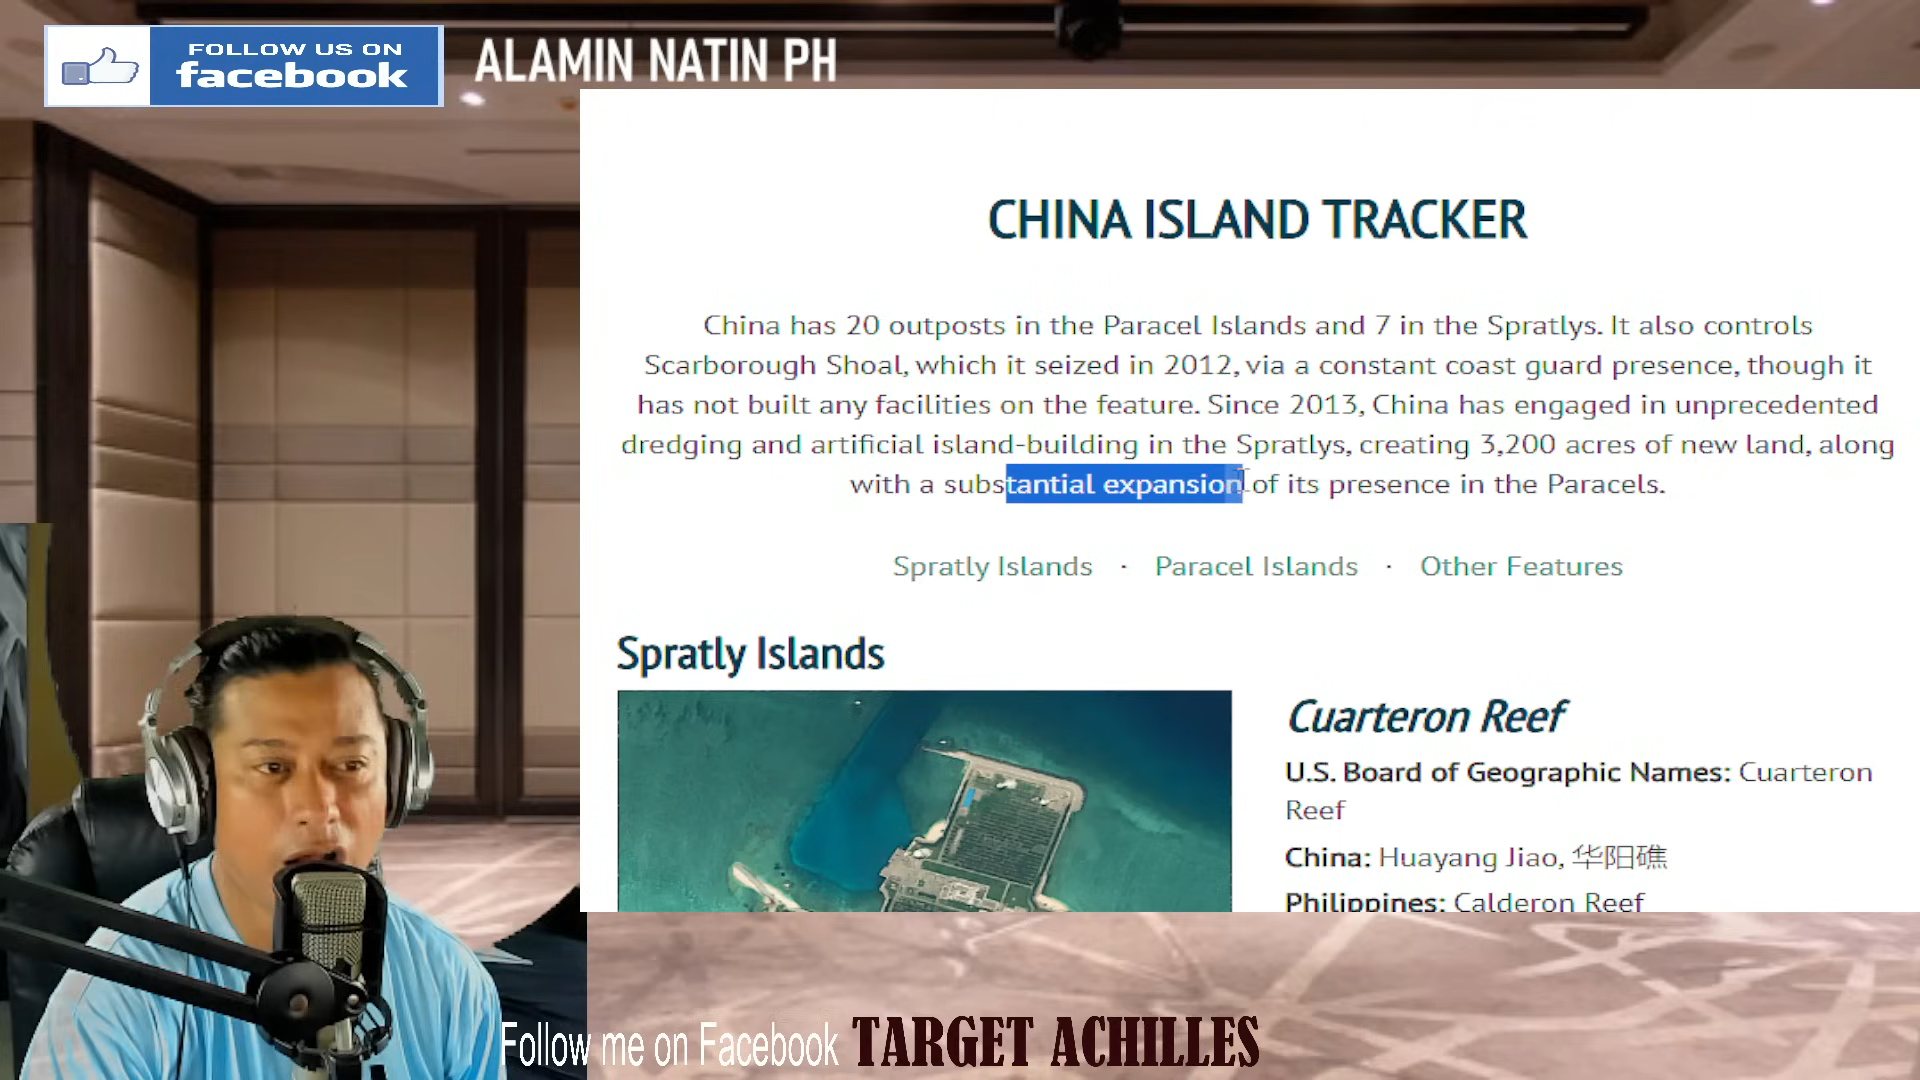 FOLLOW US ON
facebook
ALAMIN NATIN PH
CHINA ISLAND TRACKER
China has 20 outposts in the Paracel Islands and 7 in the Spratlys. It also controls
Scarborough Shoal, which it seized in 2012, via a constant coast guard presence, though it
has not built any facilities on the feature. Since 2013, China has engaged in unprecedented
dredging and artificial island-building in the Spratlys, creating 3,200 acres of new land, along
with a substantial expansion of its presence in the Paracels.
Spratly Islands · Paracel Islands · Other Features
Spratly Islands
Cuarteron Reef
U.S. Board of Geographic Names: Cuarteron
Reef
China: Huayang Jiao, 华阳礁
Philippines: Calderon Reef
Follow me on Facebook TARGET ACHILLES